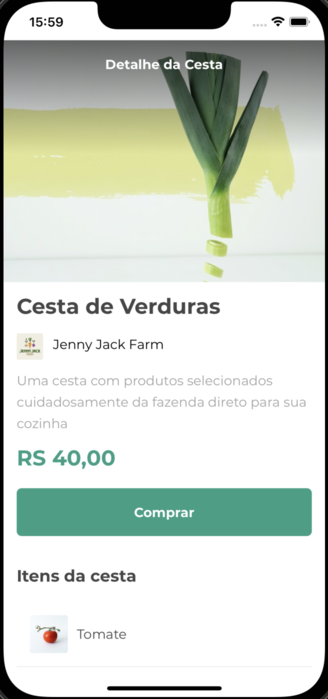 15:59
Detalhe da Cesta
Cesta de Verduras
JENNY JACK
Jenny Jack Farm
Uma cesta com produtos selecionados
cuidadosamente da fazenda direto para sua
cozinha
RS 40,00
Comprar
Itens da cesta
Tomate